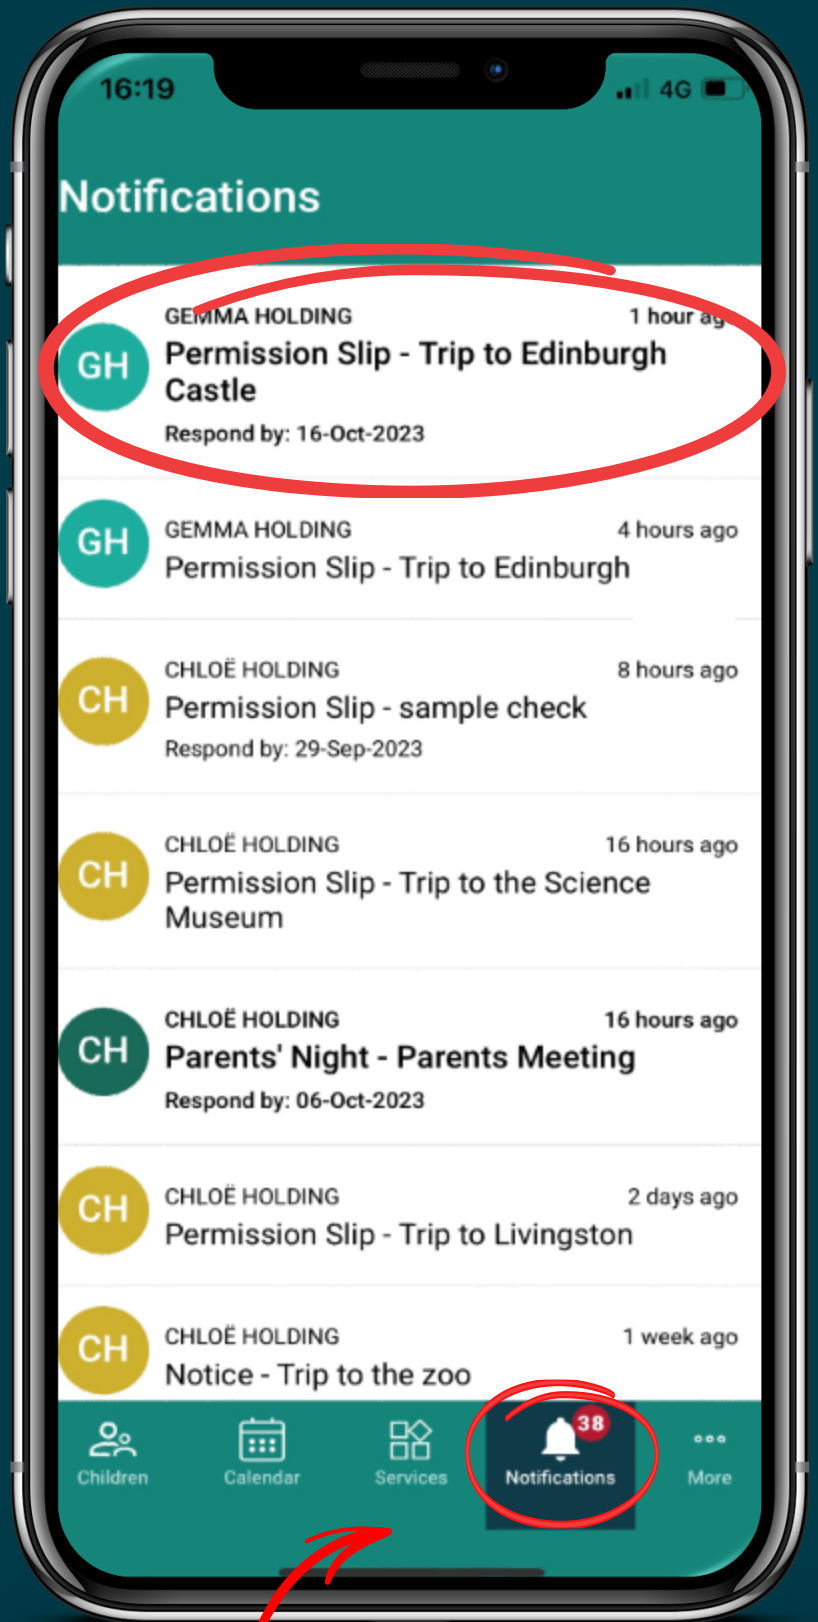 16:19
4G
Notifications
GH
GEMMA HOLDING
1 hour ago
Permission Slip - Trip to Edinburgh
Castle
Respond by: 16-Oct-2023
GH
GEMMA HOLDING
4 hours ago
Permission Slip - Trip to Edinburgh
CH
CHLOË HOLDING
8 hours ago
Permission Slip - sample check
Respond by: 29-Sep-2023
CH
CHLOË HOLDING
16 hours ago
Permission Slip - Trip to the Science
Museum
CH
CHLOË HOLDING
16 hours ago
Parents' Night - Parents Meeting
Respond by: 06-Oct-2023
CH
CHLOË HOLDING
2 days ago
Permission Slip - Trip to Livingston
CH
CHLOË HOLDING
1 week ago
Notice - Trip to the zoo
38
Children
Calendar
Services
Notifications
More